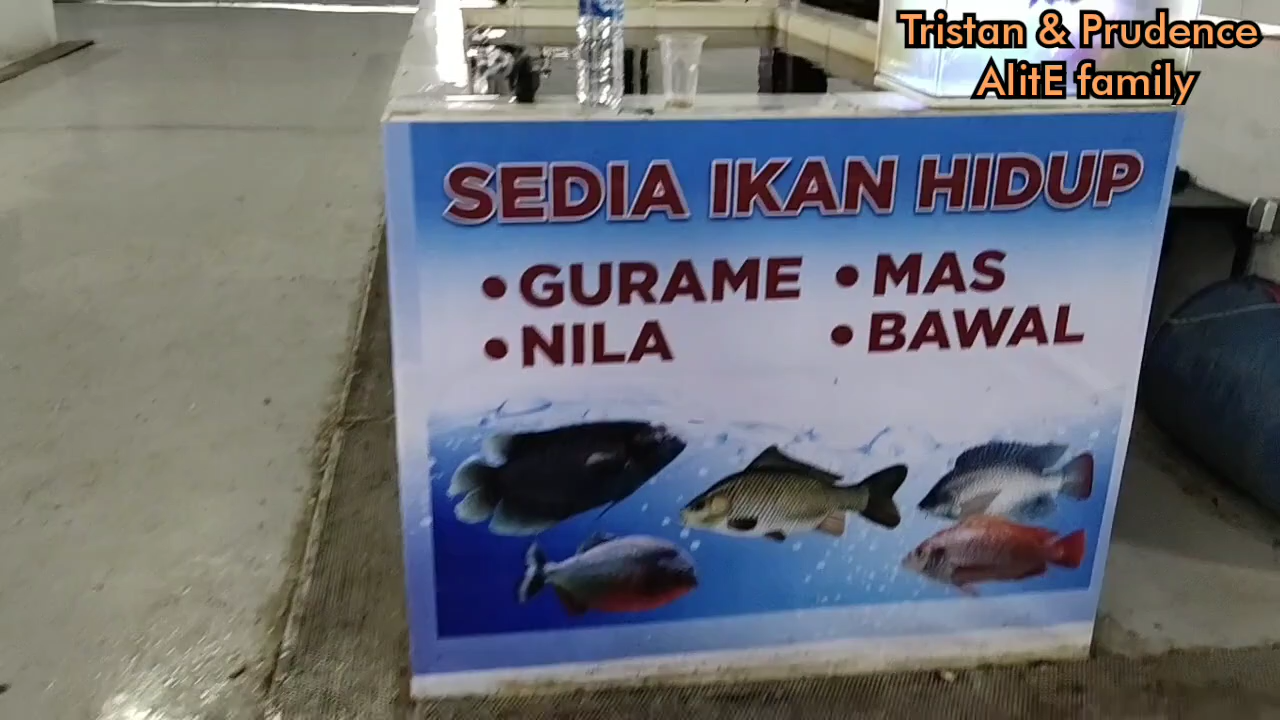 Tristan & Prudence
AlitE family
SEDIA IKAN HIDUP
• GURAME
• NILA
• MAS
• BAWAL